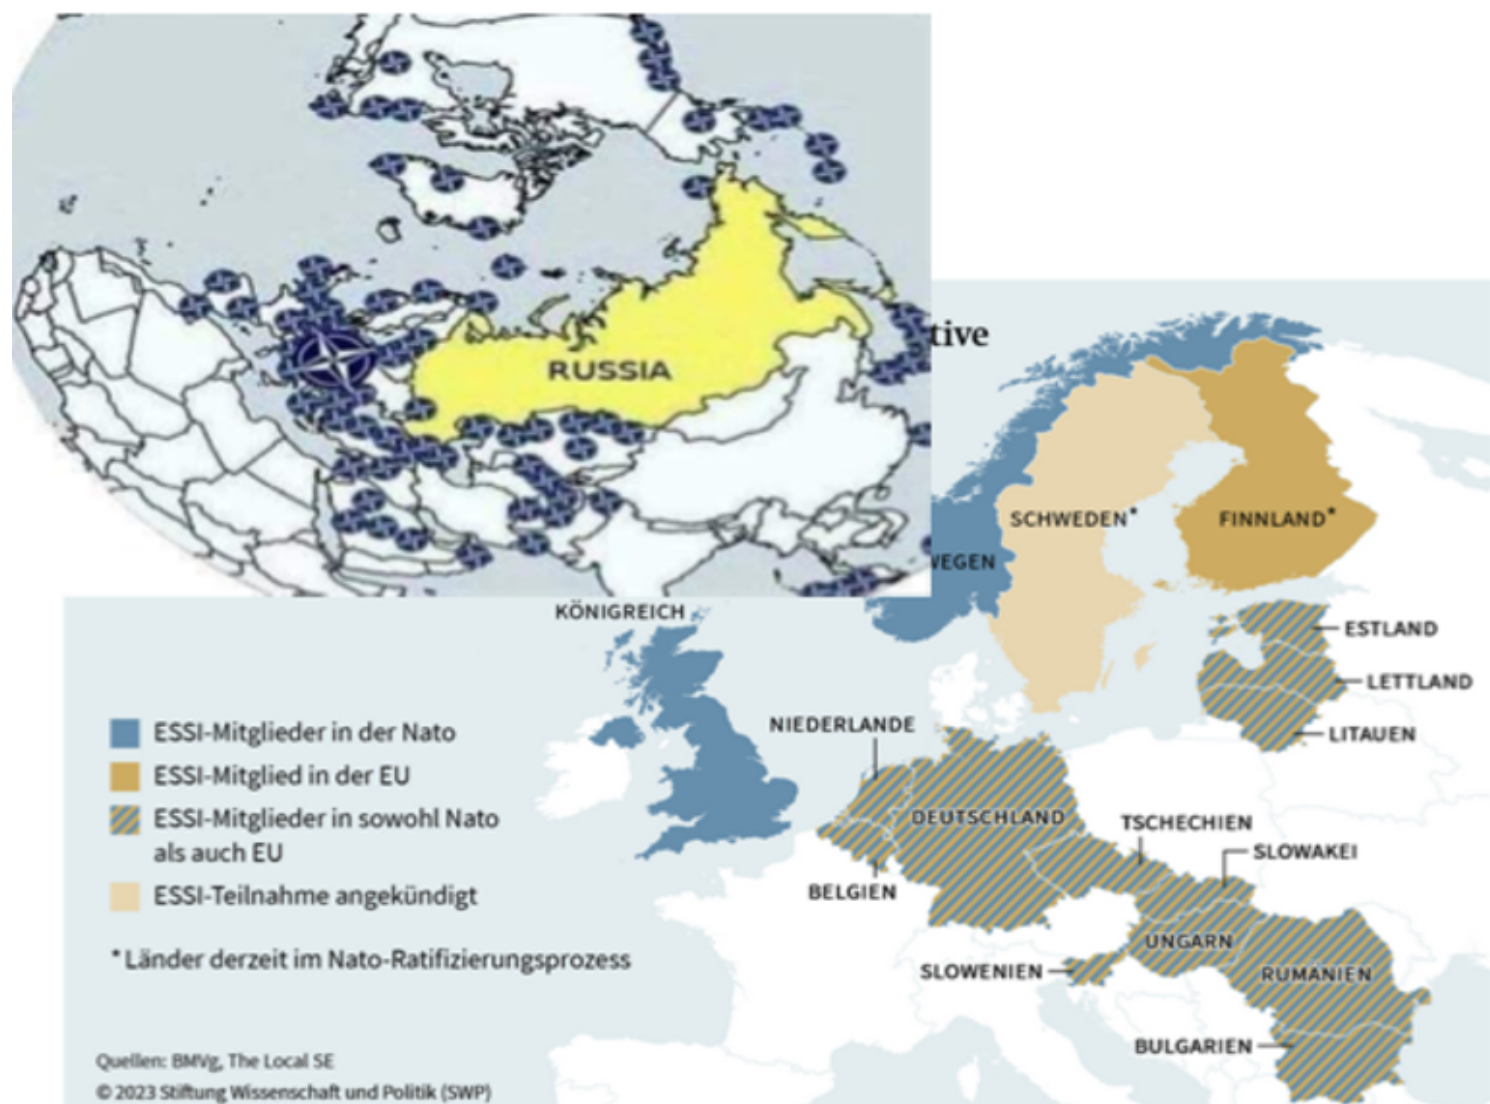 RUSSIA
tive
SCHWEDEN*
FINNLAND*
WEGEN
KÖNIGREICH
ESTLAND
LETTLAND
LITAUEN
NIEDERLANDE
DEUTSCHLAND
TSCHECHIEN
SLOWAKEI
BELGIEN
UNGARN
SLOWENIEN
RUMÄNIEN
BULGARIEN
ESSI-Mitglieder in der Nato
ESSI-Mitglied in der EU
ESSI-Mitglieder in sowohl Nato
als auch EU
ESSI-Teilnahme angekündigt
* Länder derzeit im Nato-Ratifizierungsprozess
Quellen: BMVg, The Local SE
© 2023 Stiftung Wissenschaft und Politik (SWP)